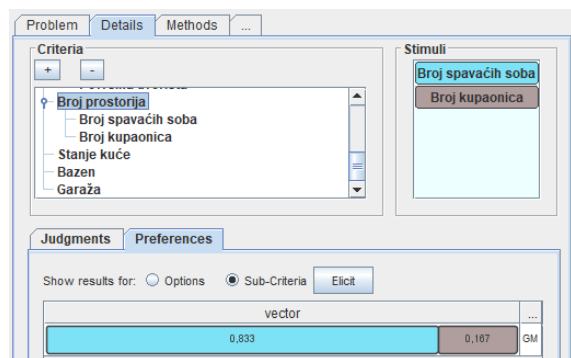 Problem Details Methods ...
Criteria
+ -
Broj prostorija
Broj spavaćih soba
Broj kupaonica
Stanje kuće
Bazen
Garaža
Stimuli
Broj spavaćih soba
Broj kupaonica
Judgments Preferences
Show results for: Options Sub-Criteria Elicit
vector ...
0,833 0,167 GM